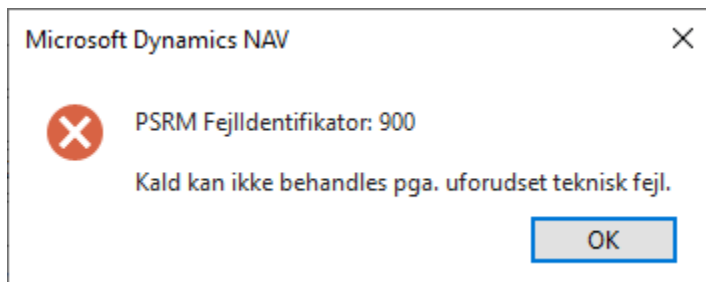 Microsoft Dynamics NAV
PSRM FejlIdentifikator: 900
Kald kan ikke behandles pga. uforudset teknisk fejl.
OK